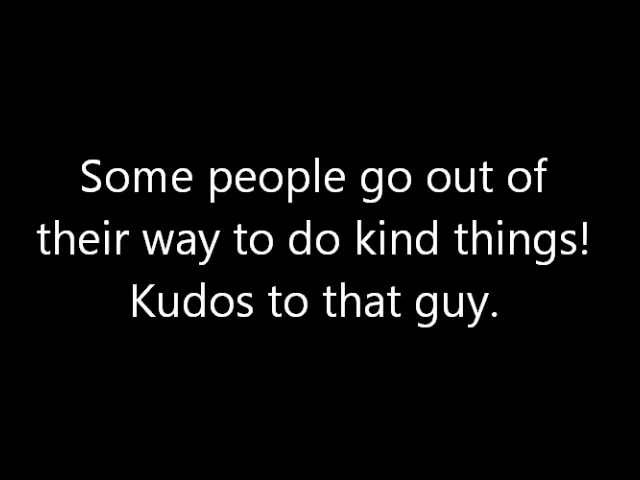 Some people go out of
their way to do kind things!
Kudos to that guy.